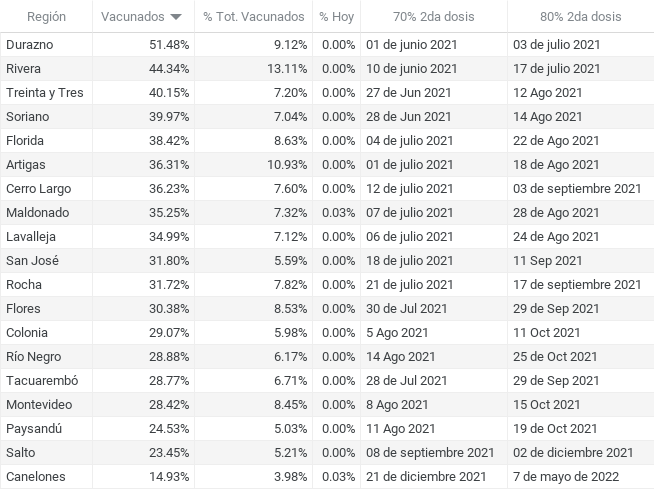 Región Vacunados % Tot. Vacunados % Hoy 70% 2da dosis 80% 2da dosis
Durazno 51.48% 9.12% 0.00% 01 de junio 2021 03 de julio 2021
Rivera 44.34% 13.11% 0.00% 10 de junio 2021 17 de julio 2021
Treinta y Tres 40.15% 7.20% 0.00% 27 de Jun 2021 12 Ago 2021
Soriano 39.97% 7.04% 0.00% 28 de Jun 2021 14 Ago 2021
Florida 38.42% 8.63% 0.00% 04 de julio 2021 22 de Ago 2021
Artigas 36.31% 10.93% 0.00% 01 de julio 2021 18 de Ago 2021
Cerro Largo 36.23% 7.60% 0.00% 12 de julio 2021 03 de septiembre 2021
Maldonado 35.25% 7.32% 0.03% 07 de julio 2021 28 de Ago 2021
Lavalleja 34.99% 7.12% 0.00% 06 de julio 2021 24 de Ago 2021
San José 31.80% 5.59% 0.00% 18 de julio 2021 11 Sep 2021
Rocha 31.72% 7.82% 0.00% 21 de julio 2021 17 de septiembre 2021
Flores 30.38% 8.53% 0.00% 30 de Jul 2021 29 de Sep 2021
Colonia 29.07% 5.98% 0.00% 5 Ago 2021 11 Oct 2021
Río Negro 28.88% 6.17% 0.00% 14 Ago 2021 25 de Oct 2021
Tacuarembó 28.77% 6.71% 0.00% 28 de Jul 2021 29 de Sep 2021
Montevideo 28.42% 8.45% 0.00% 8 Ago 2021 15 Oct 2021
Paysandú 24.53% 5.03% 0.00% 11 Ago 2021 19 de Oct 2021
Salto 23.45% 5.21% 0.00% 08 de septiembre 2021 02 de diciembre 2021
Canelones 14.93% 3.98% 0.03% 21 de diciembre 2021 7 de mayo de 2022